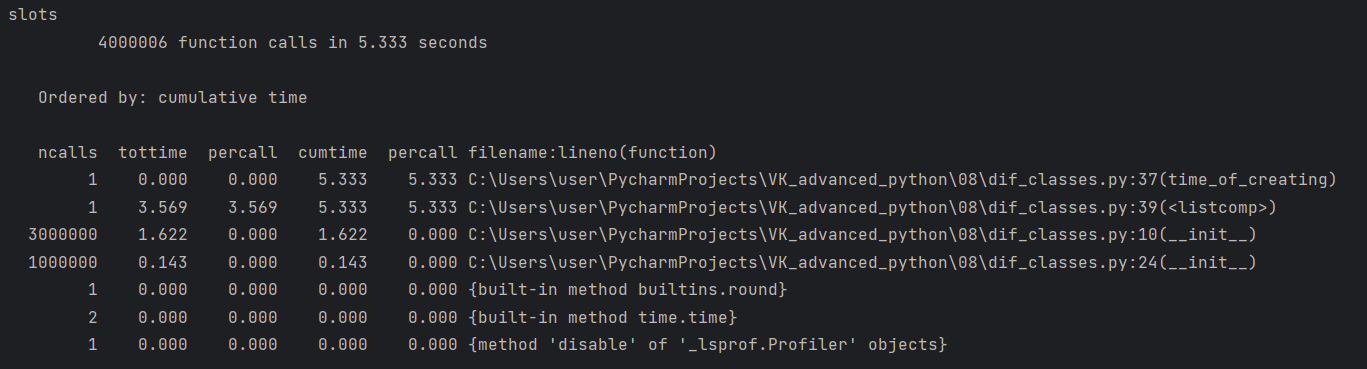 slots
4000006 function calls in 5.333 seconds
Ordered by: cumulative time
ncalls  tottime  percall  cumtime  percall filename:lineno(function)
1    0.000    0.000    5.333    5.333 C:\Users\user\PycharmProjects\VK_advanced_python\08\dif_classes.py:37(time_of_creating)
1    3.569    3.569    5.333    5.333 C:\Users\user\PycharmProjects\VK_advanced_python\08\dif_classes.py:39(<listcomp>)
3000000    1.622    0.000    1.622    0.000 C:\Users\user\PycharmProjects\VK_advanced_python\08\dif_classes.py:10(__init__)
1000000    0.143    0.000    0.143    0.000 C:\Users\user\PycharmProjects\VK_advanced_python\08\dif_classes.py:24(__init__)
1    0.000    0.000    0.000    0.000 {built-in method builtins.round}
2    0.000    0.000    0.000    0.000 {built-in method time.time}
1    0.000    0.000    0.000    0.000 {method 'disable' of '_lsprof.Profiler' objects}